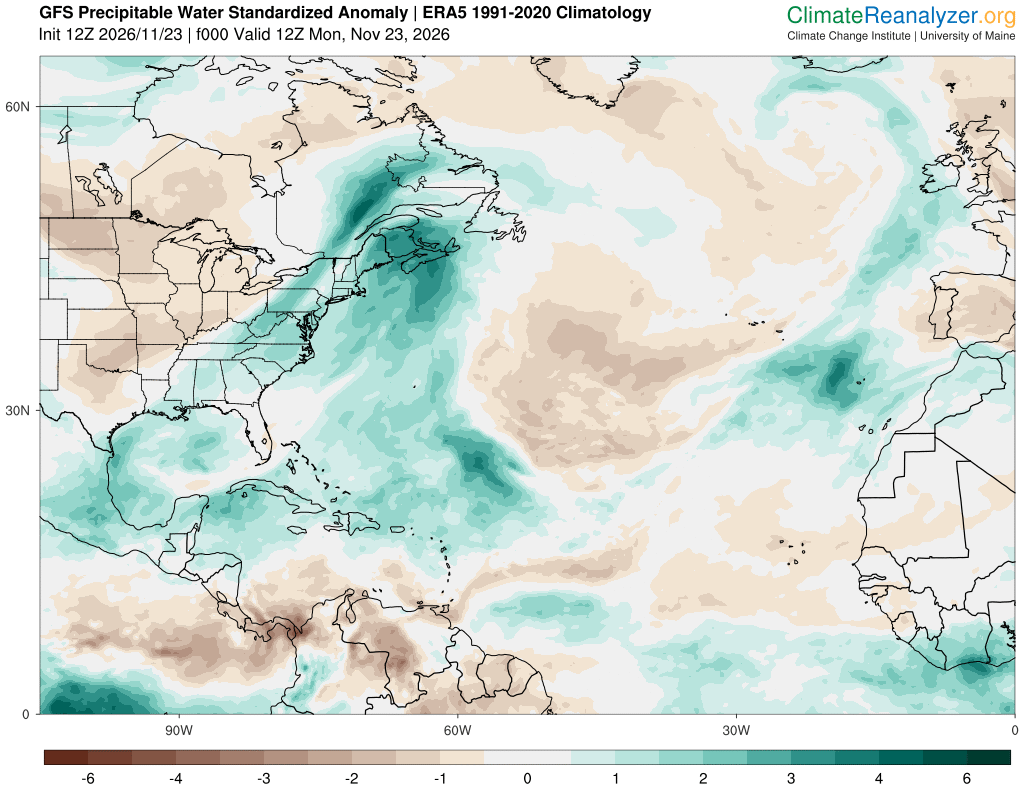 GFS Precipitable Water Standardized Anomaly | ERA5 1991-2020 Climatology
Init 12Z 2026/11/23 | f000 Valid 12Z Mon, Nov 23, 2026
ClimateReanalyzer.org
Climate Change Institute | University of Maine
60N
30N
0
90W 60W 30W 0
-6 -4 -3 -2 -1 0 1 2 3 4 6